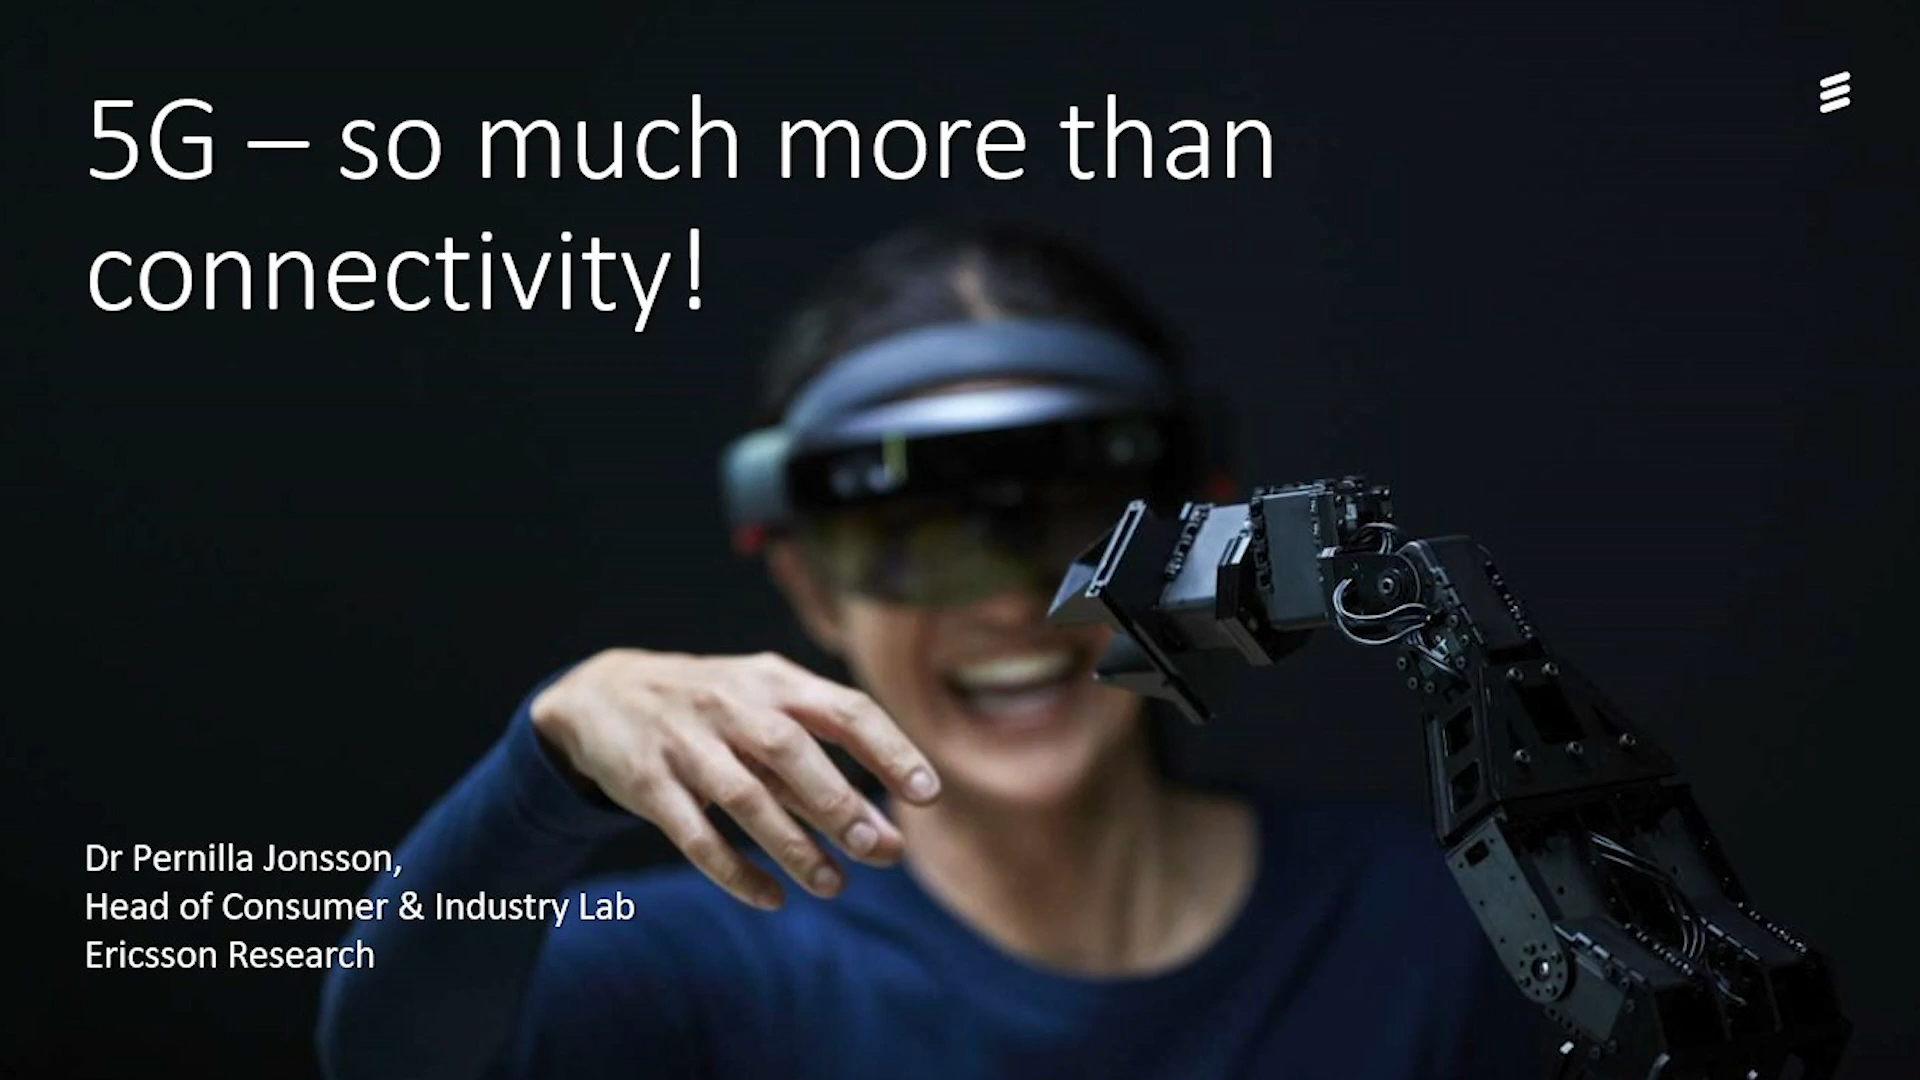 5G – so much more than
connectivity!
Dr Pernilla Jonsson,
Head of Consumer & Industry Lab
Ericsson Research